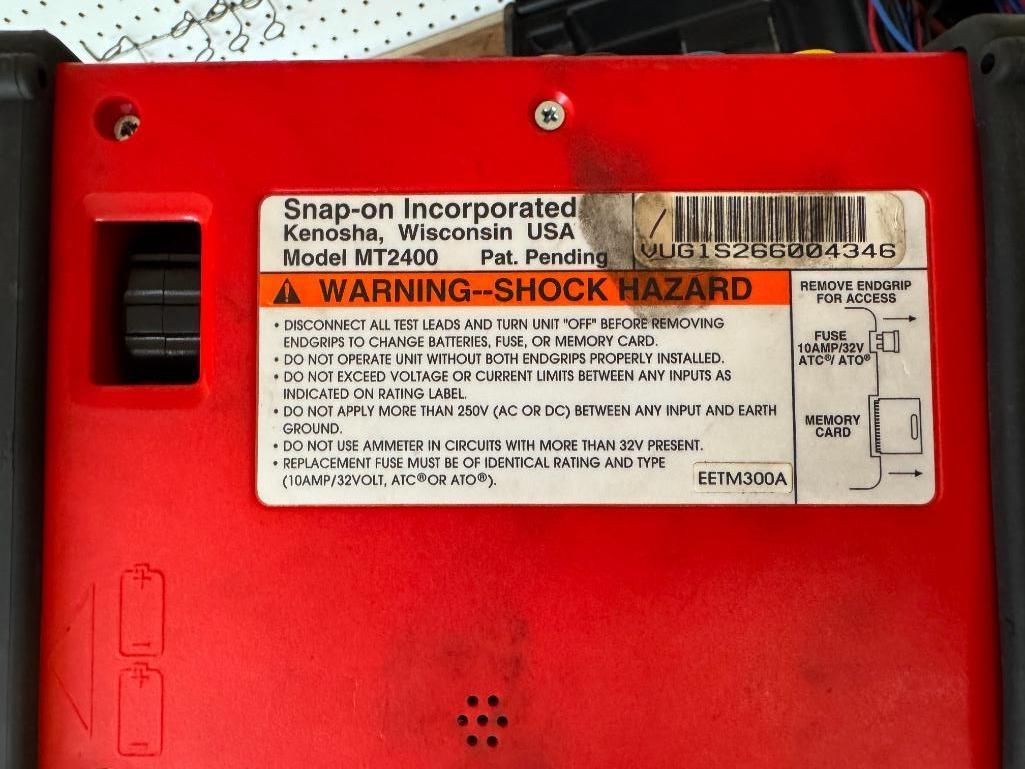 Snap-on Incorporated
Kenosha, Wisconsin USA
Model MT2400 Pat. Pending
VUG1S266004346
WARNING--SHOCK HAZARD
• DISCONNECT ALL TEST LEADS AND TURN UNIT "OFF" BEFORE REMOVING
ENDGRIPS TO CHANGE BATTERIES, FUSE, OR MEMORY CARD.
• DO NOT OPERATE UNIT WITHOUT BOTH ENDGRIPS PROPERLY INSTALLED.
• DO NOT EXCEED VOLTAGE OR CURRENT LIMITS BETWEEN ANY INPUTS AS
INDICATED ON RATING LABEL.
• DO NOT APPLY MORE THAN 250V (AC OR DC) BETWEEN ANY INPUT AND EARTH
GROUND.
• DO NOT USE AMMETER IN CIRCUITS WITH MORE THAN 32V PRESENT.
• REPLACEMENT FUSE MUST BE OF IDENTICAL RATING AND TYPE
(10AMP/32VOLT, ATC®OR ATO®).
EETM300A
REMOVE ENDGRIP
FOR ACCESS
FUSE
10AMP/32V
ATC®/ ATO®
MEMORY
CARD